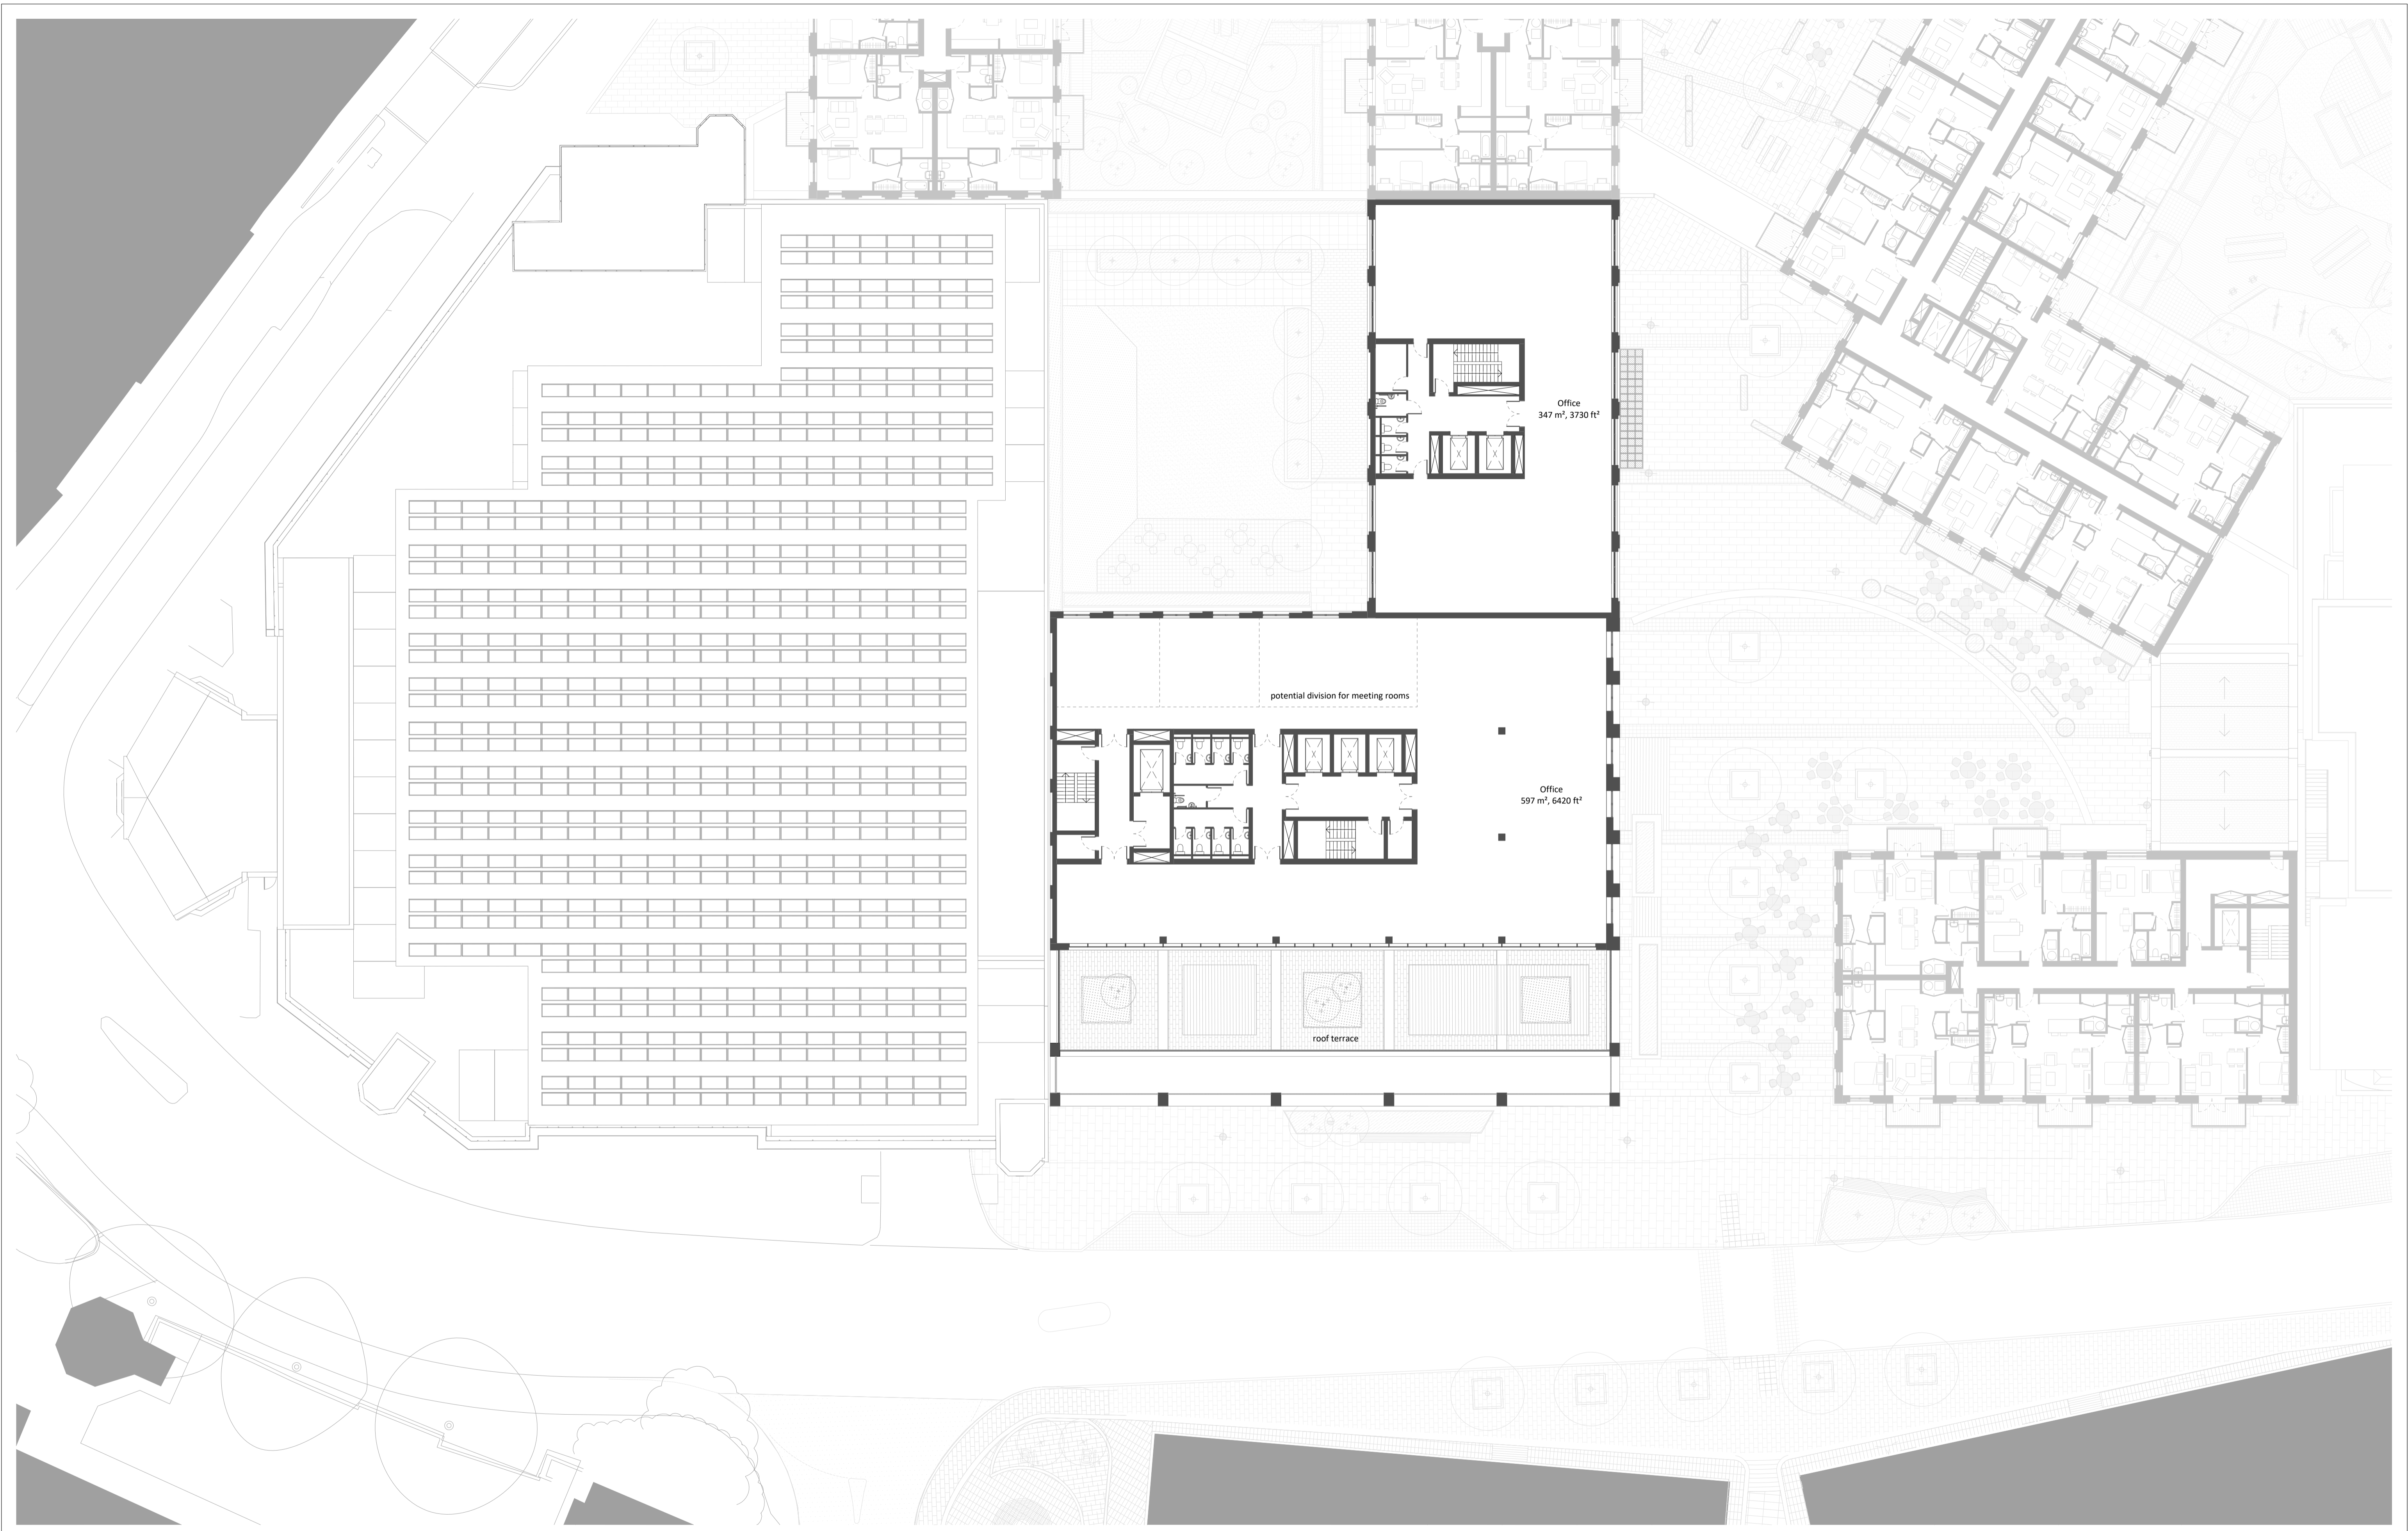 Office
347 m², 3730 ft²
potential division for meeting rooms
Office
597 m², 6420 ft²
roof terrace